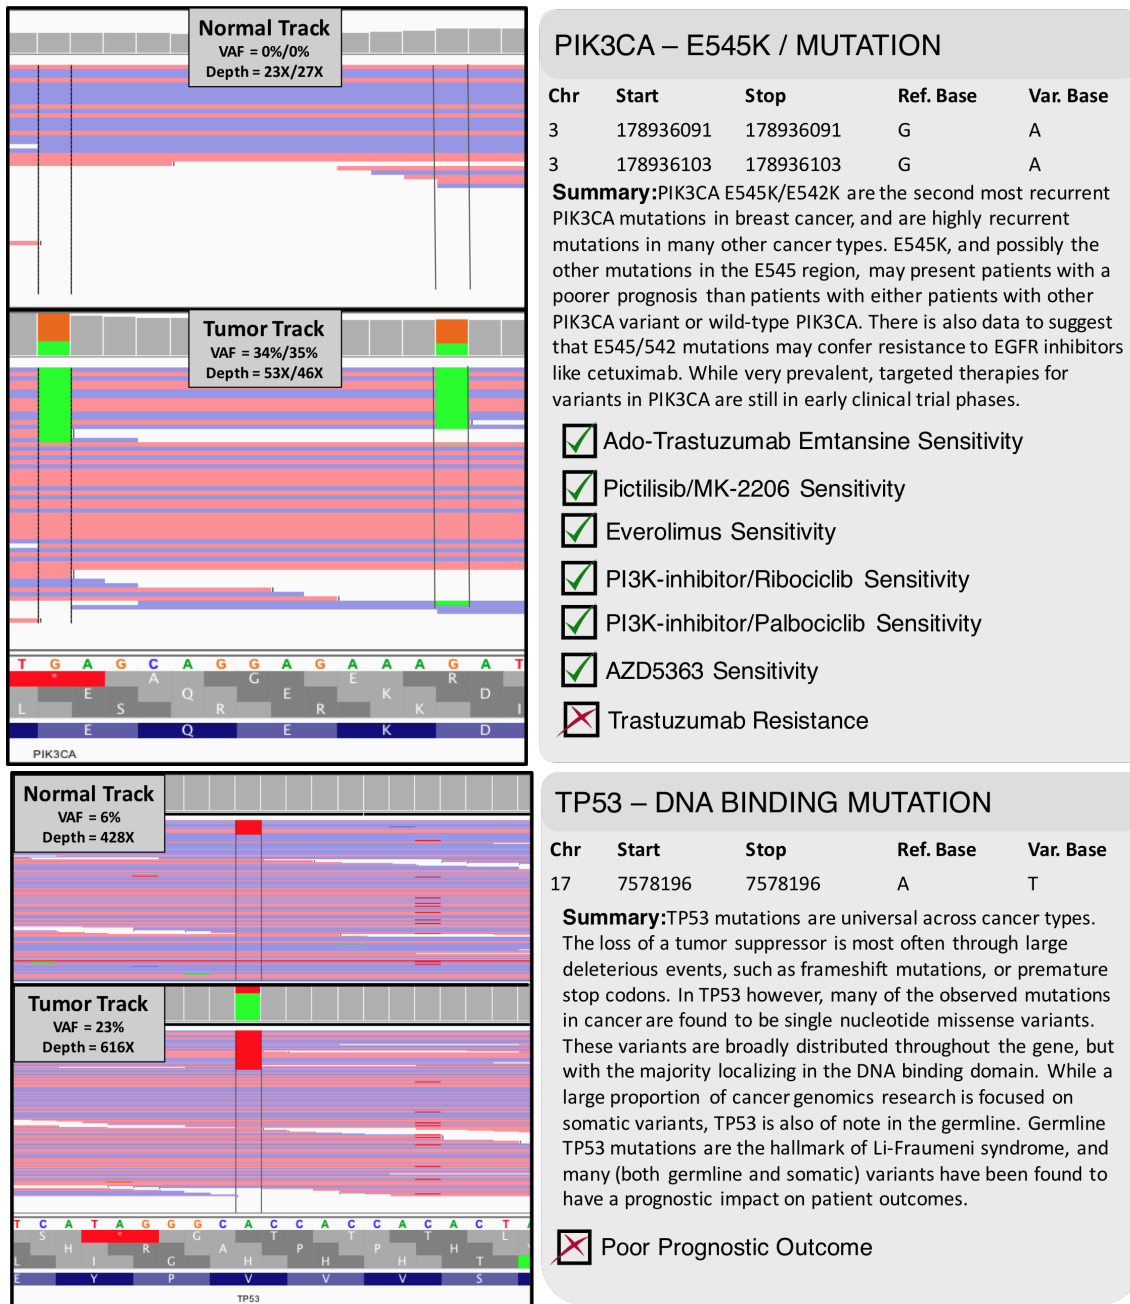 Normal Track
VAF = 0%/0%
Depth = 23X/27X
Tumor Track
VAF = 34%/35%
Depth = 53X/46X
T G A G C A G G A G A A A G A T
* A G E R
E Q E K D
L S R R K I
E Q E K D
PIK3CA
PIK3CA – E545K / MUTATION
Chr Start Stop Ref. Base Var. Base
3 178936091 178936091 G A
3 178936103 178936103 G A
Summary:PIK3CA E545K/E542K are the second most recurrent
PIK3CA mutations in breast cancer, and are highly recurrent
mutations in many other cancer types. E545K, and possibly the
other mutations in the E545 region, may present patients with a
poorer prognosis than patients with either patients with other
PIK3CA variant or wild-type PIK3CA. There is also data to suggest
that E545/542 mutations may confer resistance to EGFR inhibitors
like cetuximab. While very prevalent, targeted therapies for
variants in PIK3CA are still in early clinical trial phases.
Ado-Trastuzumab Emtansine Sensitivity
Pictilisib/MK-2206 Sensitivity
Everolimus Sensitivity
PI3K-inhibitor/Ribociclib Sensitivity
PI3K-inhibitor/Palbociclib Sensitivity
AZD5363 Sensitivity
Trastuzumab Resistance
Normal Track
VAF = 6%
Depth = 428X
Tumor Track
VAF = 23%
Depth = 616X
T C A T A G G G C A C C A C C A C A C T A
S * G T T T L
H R A P P H
L I G H H H T
E Y P V V V S
TP53
TP53 – DNA BINDING MUTATION
Chr Start Stop Ref. Base Var. Base
17 7578196 7578196 A T
Summary:TP53 mutations are universal across cancer types.
The loss of a tumor suppressor is most often through large
deleterious events, such as frameshift mutations, or premature
stop codons. In TP53 however, many of the observed mutations
in cancer are found to be single nucleotide missense variants.
These variants are broadly distributed throughout the gene, but
with the majority localizing in the DNA binding domain. While a
large proportion of cancer genomics research is focused on
somatic variants, TP53 is also of note in the germline. Germline
TP53 mutations are the hallmark of Li-Fraumeni syndrome, and
many (both germline and somatic) variants have been found to
have a prognostic impact on patient outcomes.
Poor Prognostic Outcome